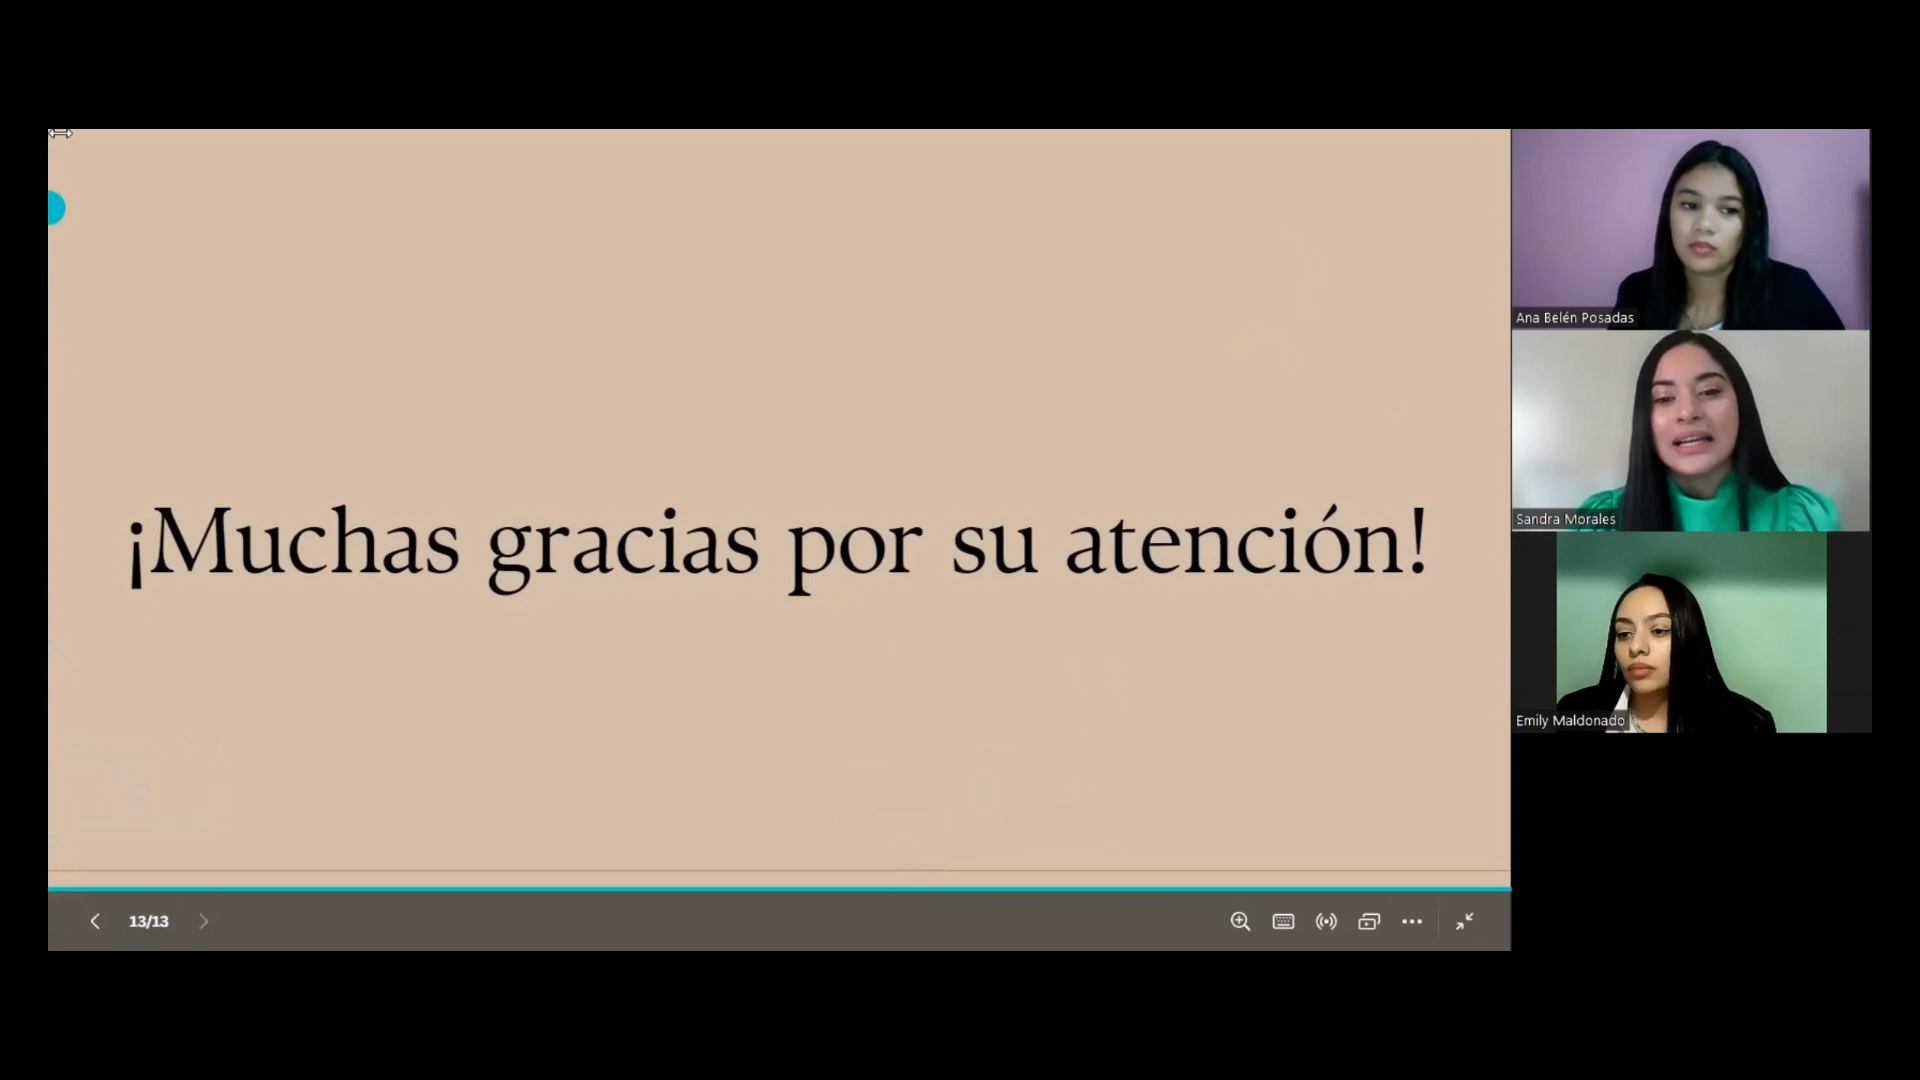 ¡Muchas gracias por su atención!
13/13
Ana Belén Posadas
Sandra Morales
Emily Maldonado